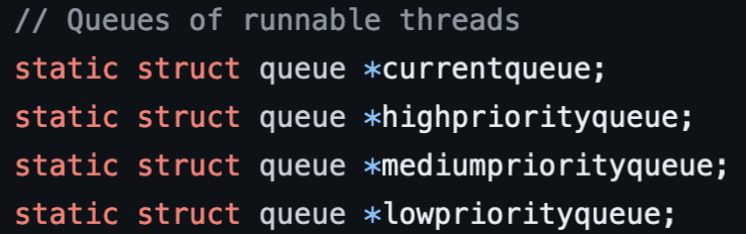 // Queues of runnable threads
static struct queue *currentqueue;
static struct queue *highpriorityqueue;
static struct queue *mediumpriorityqueue;
static struct queue *lowpriorityqueue;